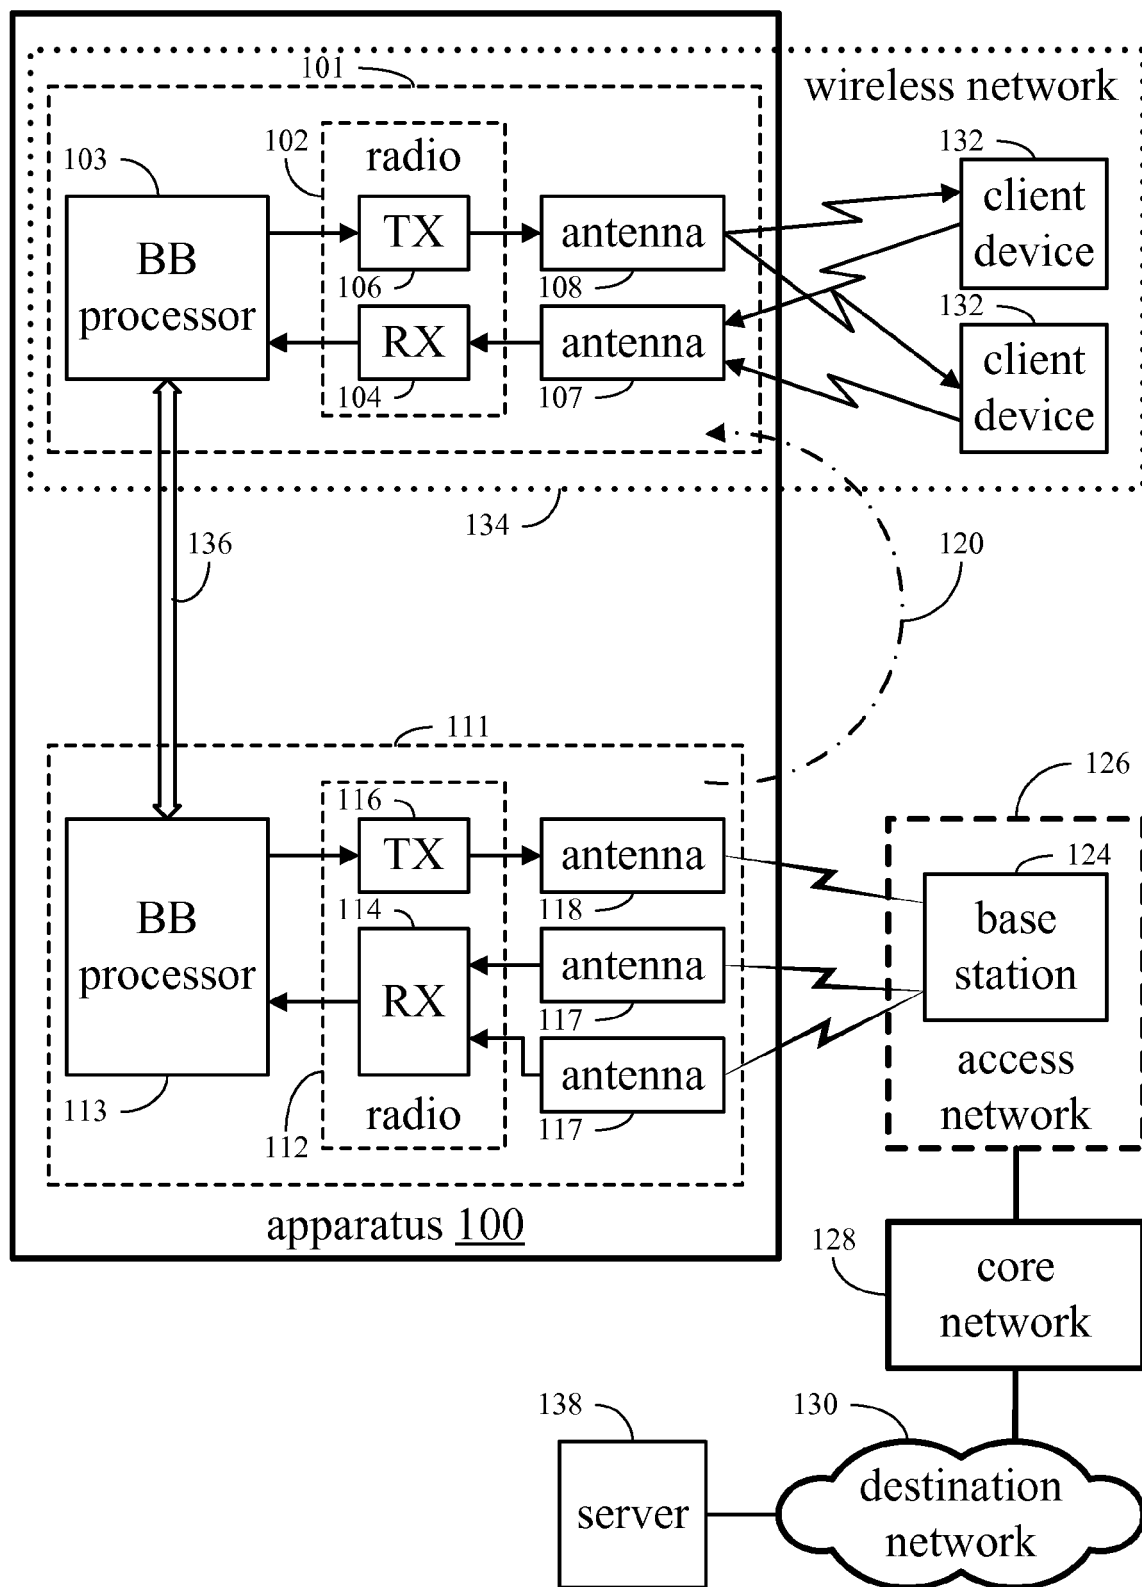 101
wireless network
103
102
radio
132
BB
processor
TX
106
antenna
108
client
device
RX
104
antenna
107
132
client
device
134
136
120
111
126
116
TX
antenna
118
124
base
station
BB
processor
114
RX
antenna
117
antenna
117
access
network
113
112
radio
apparatus 100
128
core
network
138
130
server
destination
network